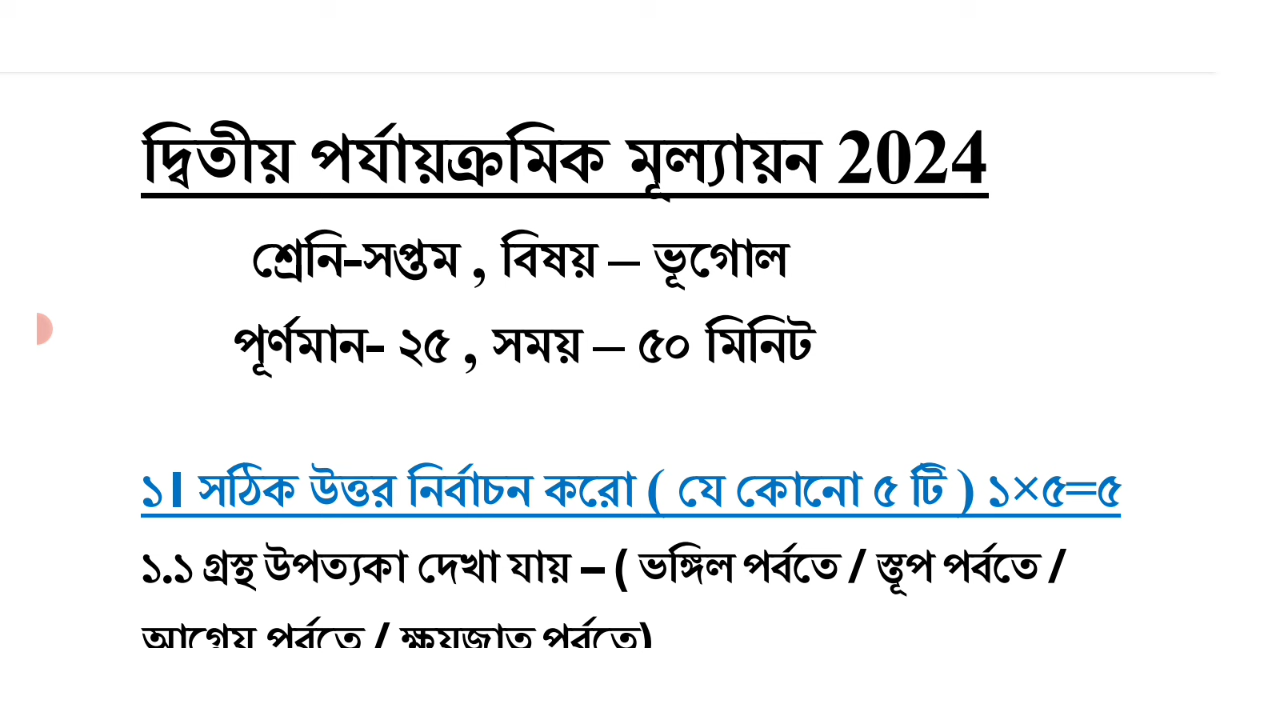 দ্বিতীয় পর্যায়ক্রমিক মূল্যায়ন 2024
শ্রেনি-সপ্তম , বিষয় – ভূগোল
পূর্ণমান- ২৫ , সময় – ৫০ মিনিট
১। সঠিক উত্তর নির্বাচন করো ( যে কোনো ৫ টি ) ১×৫=৫
১.১ গ্রস্থ উপত্যকা দেখা যায় – ( ভঙ্গিল পর্বতে / স্তূপ পর্বতে /
আগ্নেয় পর্বতে / ক্ষয়জাত পর্বতে)